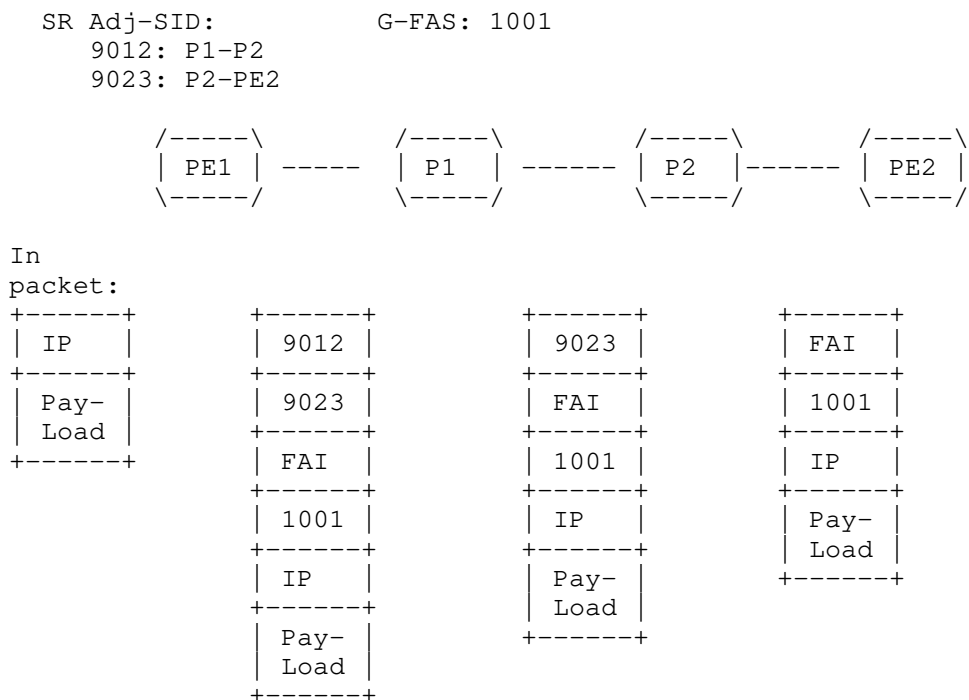 SR Adj-SID: G-FAS: 1001
9012: P1-P2
9023: P2-PE2
PE1 P1 P2 PE2
In
packet:
IP 9012 9023 FAI
Pay- 9023 FAI 1001
Load
FAI 1001 IP
1001 IP Pay-
Load
IP Pay-
Load
Pay-
Load